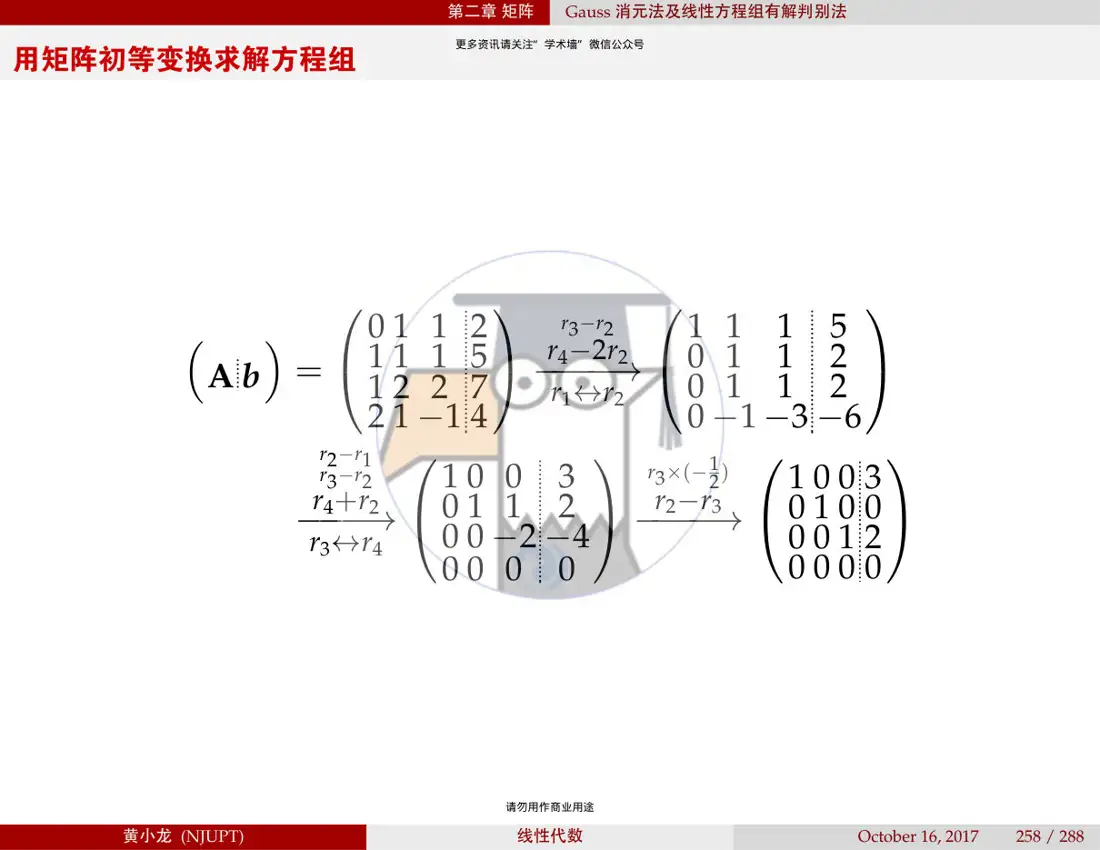 第二章 矩阵 Gauss 消元法及线性方程组有解判别法
更多资讯请关注“学术墙”微信公众号
用矩阵初等变换求解方程组
r₃−r₂
(A⋮b) = (0 1 1 ⋮ 2 r₄−2r₂ (1 1 1 ⋮ 5
1 1 1 ⋮ 5 r₁↔r₂ 0 1 1 ⋮ 2
1 2 2 ⋮ 7 0 1 1 ⋮ 2
2 1 −1 ⋮ 4) 0 −1 −3 ⋮ −6)
r₂−r₁
r₃−r₂ (1 0 0 ⋮ 3 r₃×(−1/2) (1 0 0 ⋮ 3
r₄+r₂ 0 1 1 ⋮ 2 r₂−r₃ 0 1 0 ⋮ 0
r₃↔r₄ 0 0 −2 ⋮ −4 0 0 1 ⋮ 2
0 0 0 ⋮ 0) 0 0 0 ⋮ 0)
请勿用作商业用途
黄小龙 (NJUPT) 线性代数 October 16, 2017 258 / 288